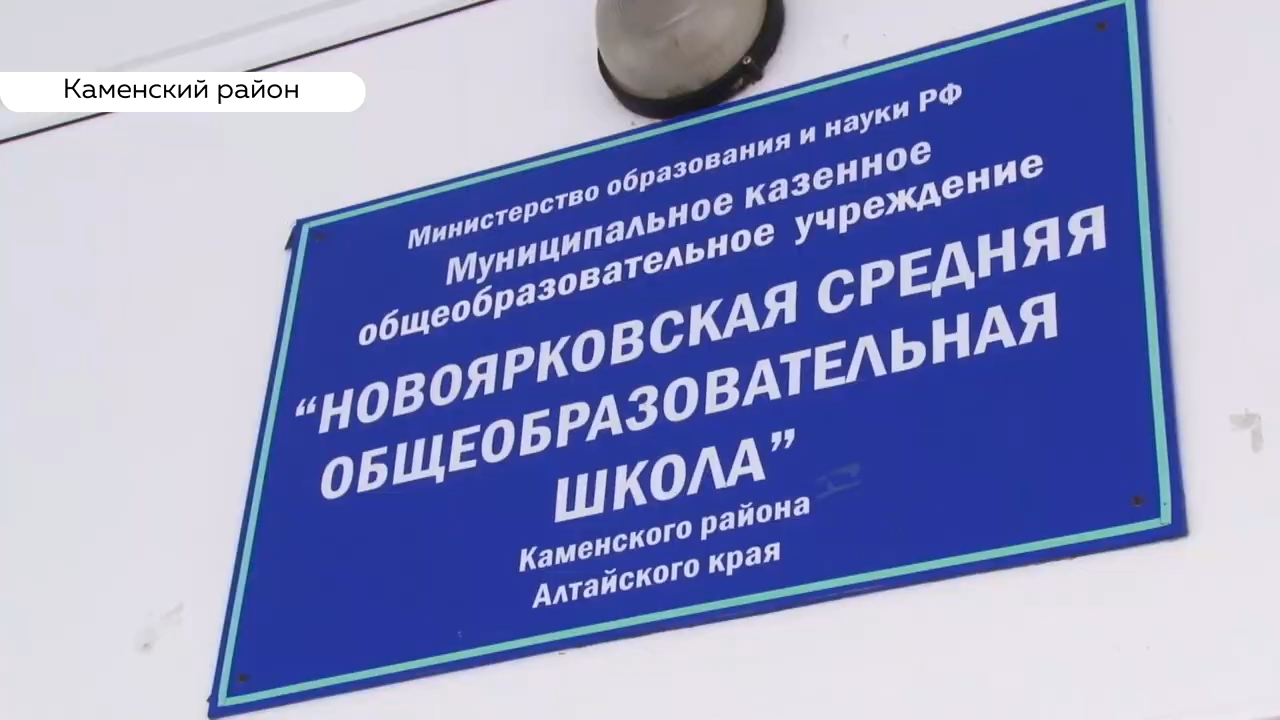 Каменский район
Министерство образования и науки РФ
Муниципальное казенное
общеобразовательное учреждение
“НОВОЯРКОВСКАЯ СРЕДНЯЯ
ОБЩЕОБРАЗОВАТЕЛЬНАЯ
ШКОЛА”
Каменского района
Алтайского края